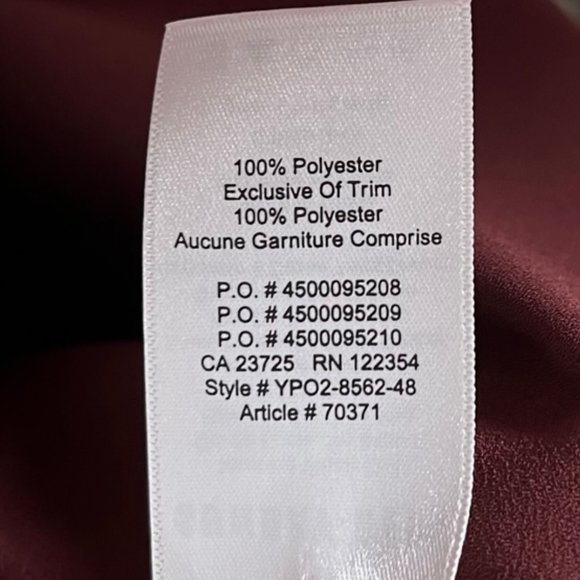 100% Polyester
Exclusive Of Trim
100% Polyester
Aucune Garniture Comprise
P.O. # 4500095208
P.O. # 4500095209
P.O. # 4500095210
CA 23725 RN 122354
Style # YPO2-8562-48
Article # 70371